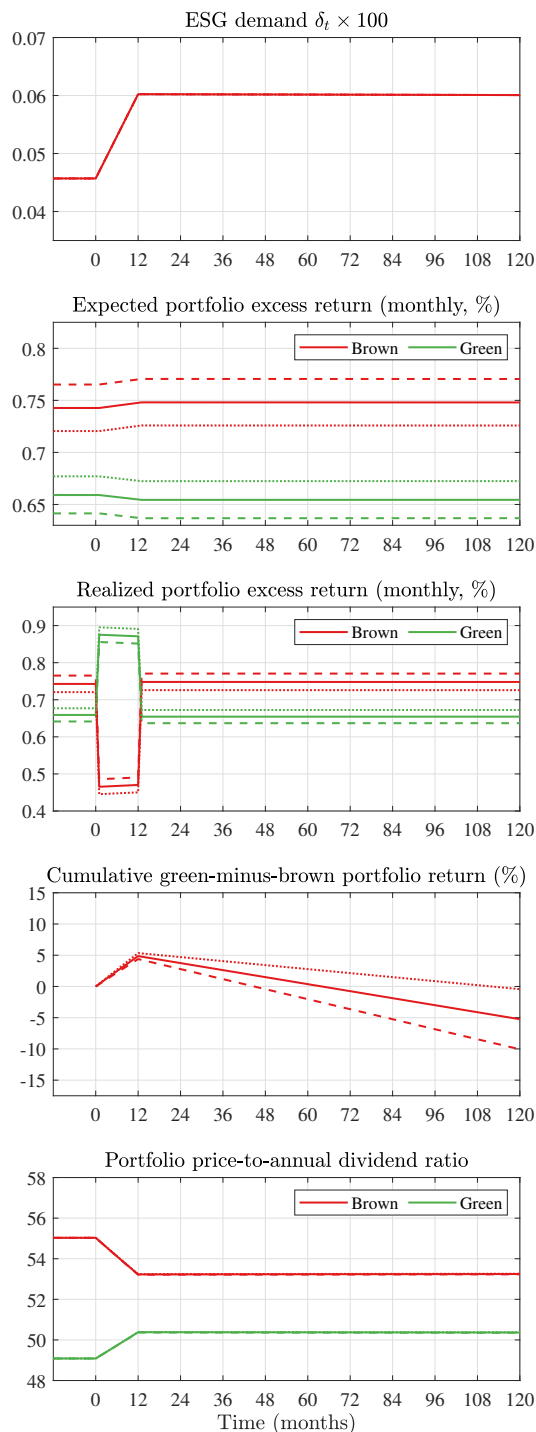 ESG demand δt × 100
0.07
0.06
0.05
0.04
0 12 24 36 48 60 72 84 96 108 120
Expected portfolio excess return (monthly, %)
Brown Green
0.8
0.75
0.7
0.65
0 12 24 36 48 60 72 84 96 108 120
Realized portfolio excess return (monthly, %)
Brown Green
0.9
0.8
0.7
0.6
0.5
0.4
0 12 24 36 48 60 72 84 96 108 120
Cumulative green-minus-brown portfolio return (%)
15
10
5
0
-5
-10
-15
0 12 24 36 48 60 72 84 96 108 120
Portfolio price-to-annual dividend ratio
Brown Green
58
56
54
52
50
48
0 12 24 36 48 60 72 84 96 108 120
Time (months)